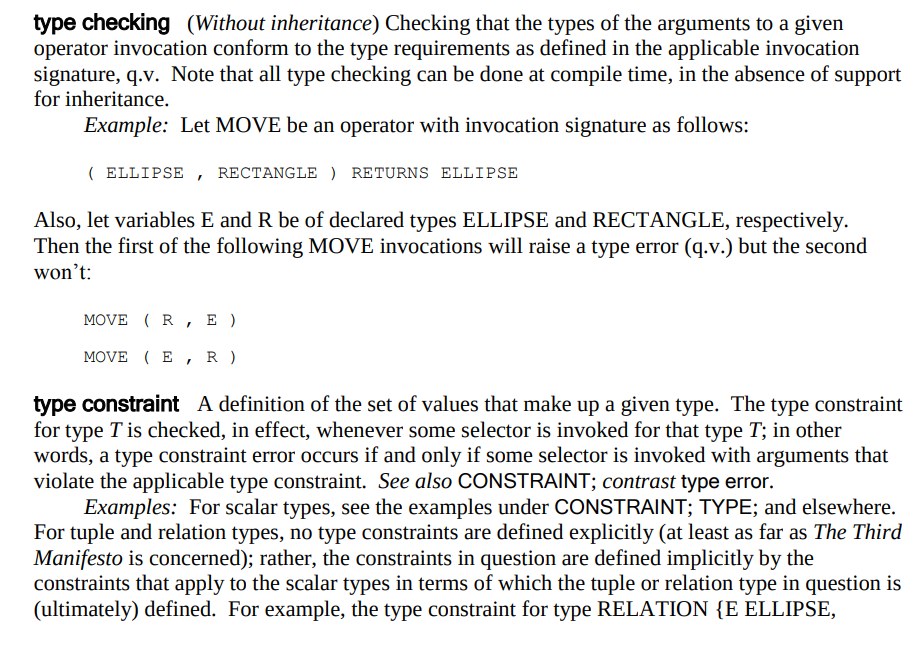 type checking (Without inheritance) Checking that the types of the arguments to a given
operator invocation conform to the type requirements as defined in the applicable invocation
signature, q.v. Note that all type checking can be done at compile time, in the absence of support
for inheritance.
Example: Let MOVE be an operator with invocation signature as follows:
( ELLIPSE , RECTANGLE ) RETURNS ELLIPSE
Also, let variables E and R be of declared types ELLIPSE and RECTANGLE, respectively.
Then the first of the following MOVE invocations will raise a type error (q.v.) but the second
won’t:
MOVE ( R , E )
MOVE ( E , R )
type constraint A definition of the set of values that make up a given type. The type constraint
for type T is checked, in effect, whenever some selector is invoked for that type T; in other
words, a type constraint error occurs if and only if some selector is invoked with arguments that
violate the applicable type constraint. See also CONSTRAINT; contrast type error.
Examples: For scalar types, see the examples under CONSTRAINT; TYPE; and elsewhere.
For tuple and relation types, no type constraints are defined explicitly (at least as far as The Third
Manifesto is concerned); rather, the constraints in question are defined implicitly by the
constraints that apply to the scalar types in terms of which the tuple or relation type in question is
(ultimately) defined. For example, the type constraint for type RELATION {E ELLIPSE,